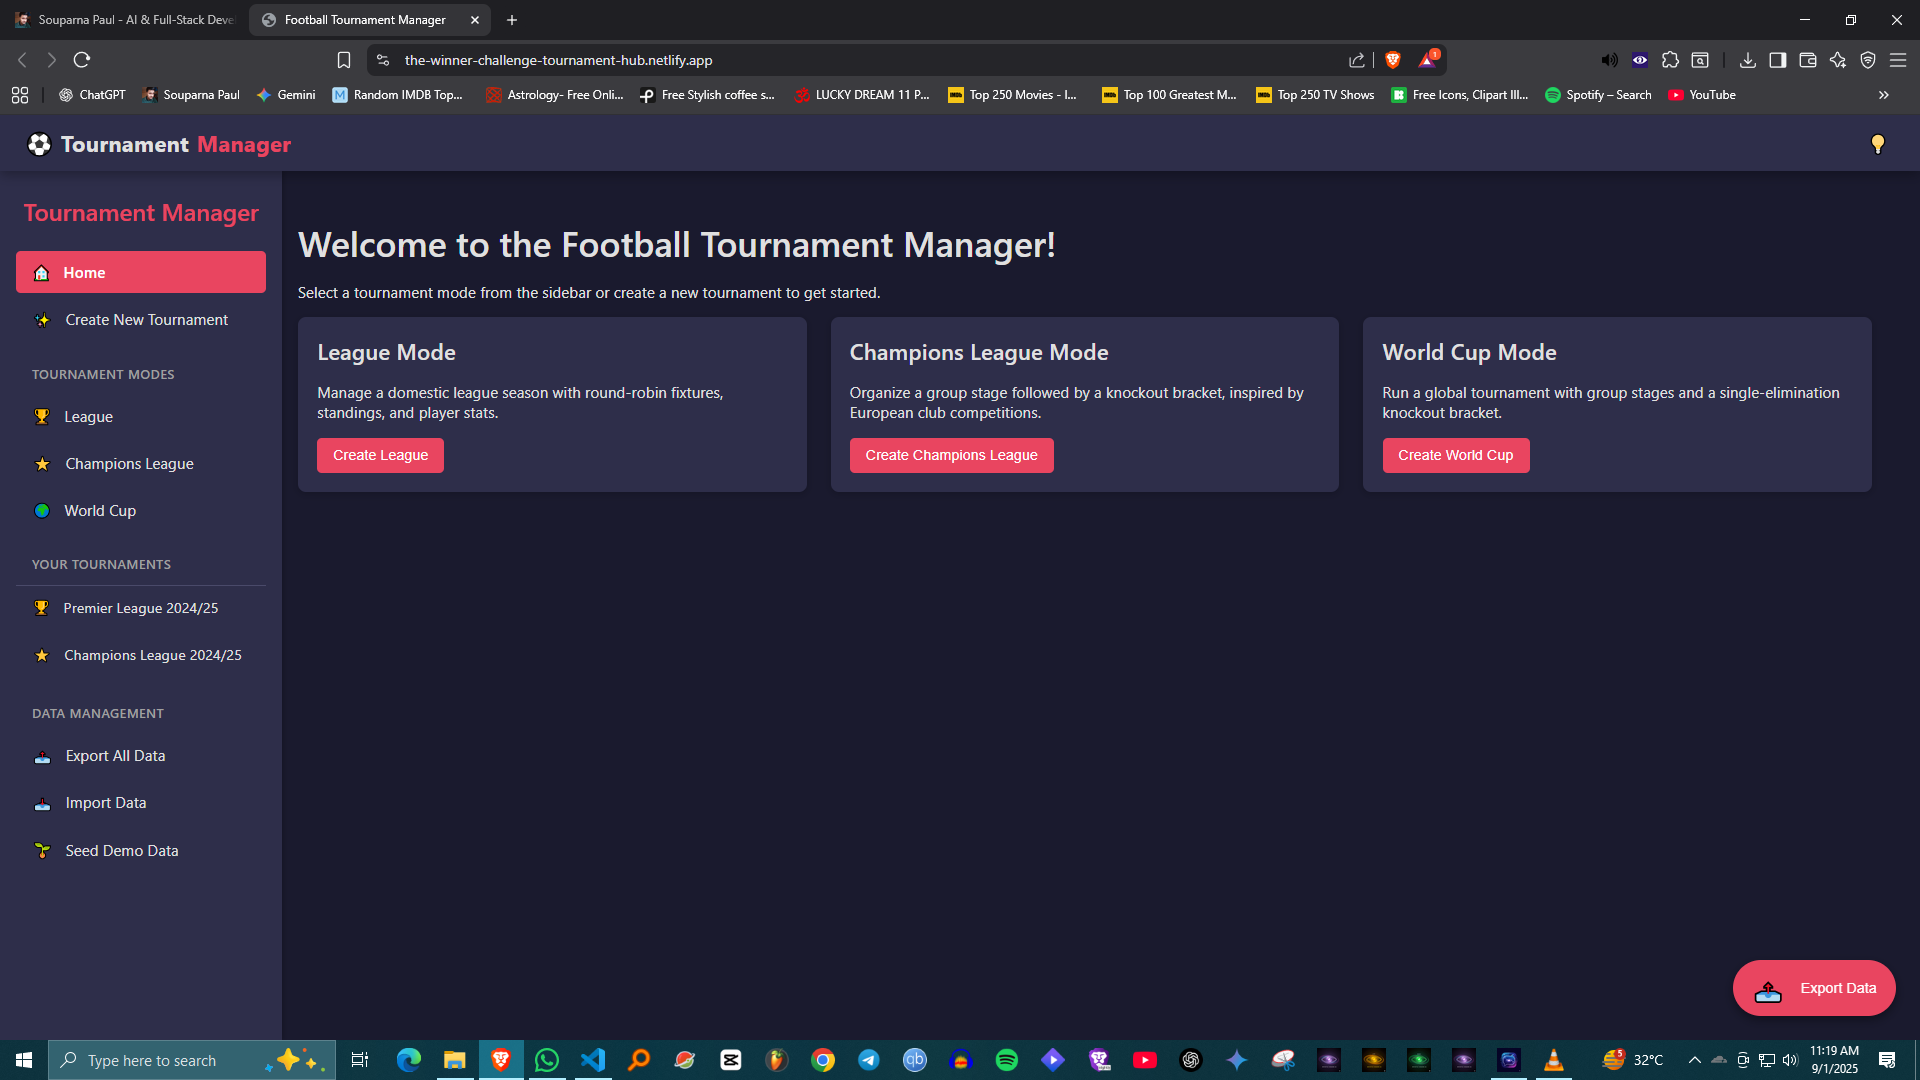 Souparna Paul - AI & Full-Stack Deve
Football Tournament Manager
the-winner-challenge-tournament-hub.netlify.app
1
ChatGPT
Souparna Paul
Gemini
Random IMDB Top...
Astrology- Free Onli...
Free Stylish coffee s...
LUCKY DREAM 11 P...
Top 250 Movies - I...
Top 100 Greatest M...
Top 250 TV Shows
Free Icons, Clipart Ill...
Spotify – Search
YouTube
Tournament Manager
Tournament Manager
Home
Create New Tournament
TOURNAMENT MODES
League
Champions League
World Cup
YOUR TOURNAMENTS
Premier League 2024/25
Champions League 2024/25
DATA MANAGEMENT
Export All Data
Import Data
Seed Demo Data
Welcome to the Football Tournament Manager!
Select a tournament mode from the sidebar or create a new tournament to get started.
League Mode
Manage a domestic league season with round-robin fixtures,
standings, and player stats.
Create League
Champions League Mode
Organize a group stage followed by a knockout bracket, inspired by
European club competitions.
Create Champions League
World Cup Mode
Run a global tournament with group stages and a single-elimination
knockout bracket.
Create World Cup
Export Data
Type here to search
qb
5
32°C
11:19 AM
9/1/2025